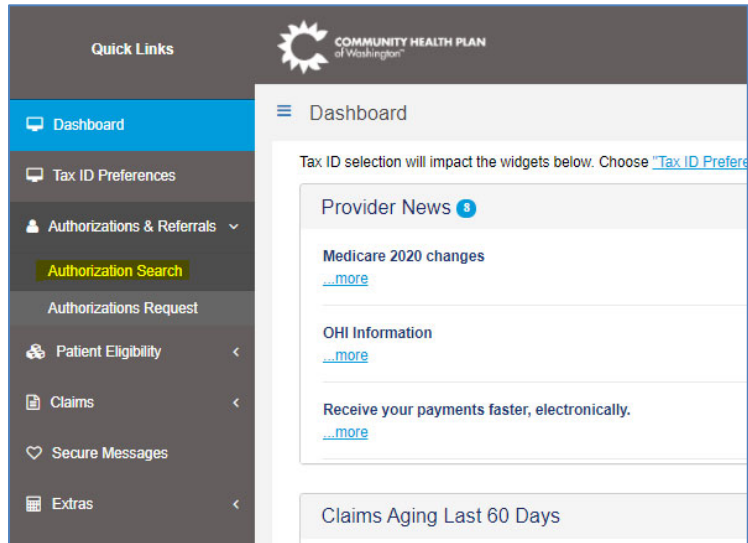 Quick Links
Dashboard
Tax ID Preferences
Authorizations & Referrals
Authorization Search
Authorizations Request
Patient Eligibility
Claims
Secure Messages
Extras
COMMUNITY HEALTH PLAN
of Washington™
Dashboard
Tax ID selection will impact the widgets below. Choose "Tax ID Prefere
Provider News 8
Medicare 2020 changes
...more
OHI Information
...more
Receive your payments faster, electronically.
...more
Claims Aging Last 60 Days